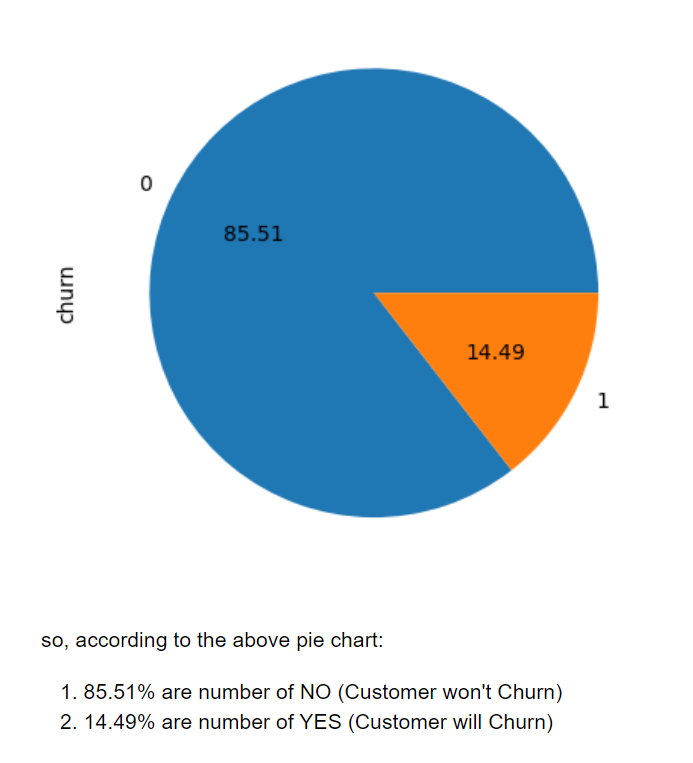 0
85.51
churn
14.49
1
so, according to the above pie chart:
1. 85.51% are number of NO (Customer won't Churn)
2. 14.49% are number of YES (Customer will Churn)